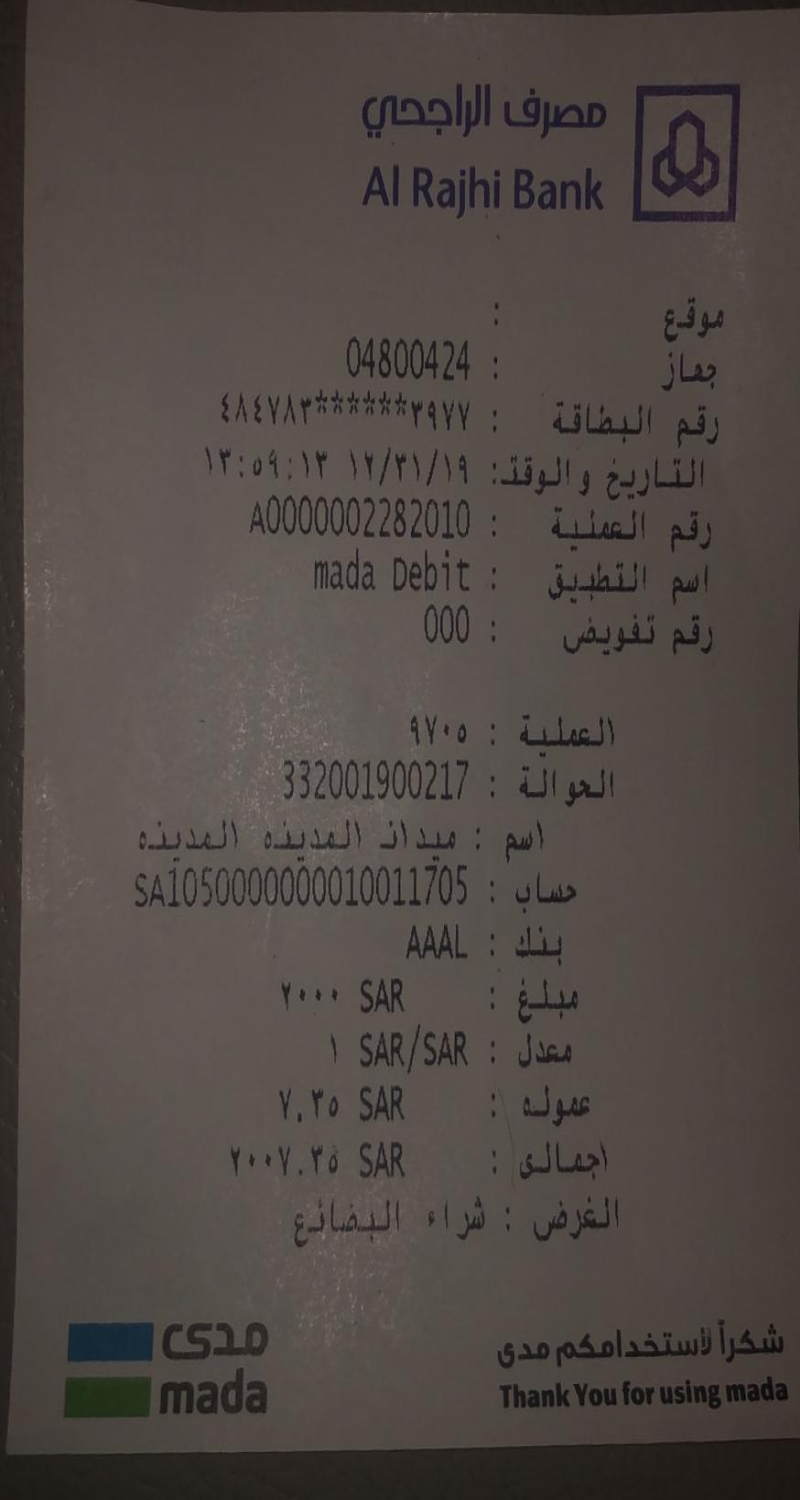 مصرف الراجحي
Al Rajhi Bank
موقع :
جهاز : 04800424
رقم البطاقة : ٤٨٤٧٨٣******٣٩٧٧
التاريخ والوقت: ١٢/٣١/١٩ ١٣:٥٩:١٣
رقم العملية : A0000002282010
اسم التطبيق : mada Debit
رقم تفويض : 000
العملية : ٩٧٠٥
الحوالة : 332001900217
اسم : ميدان المدينه المدينه
حساب : SA1050000000010011705
بنك : AAAL
مبلغ : ٢٠٠٠ SAR
معدل : ١ SAR/SAR
عموله : ٧,٣٥ SAR
اجمالى : ٢٠٠٧.٣٥ SAR
الغرض : شراء البضائع
شكراً لأستخدامكم مدى
Thank You for using mada
مدى
mada